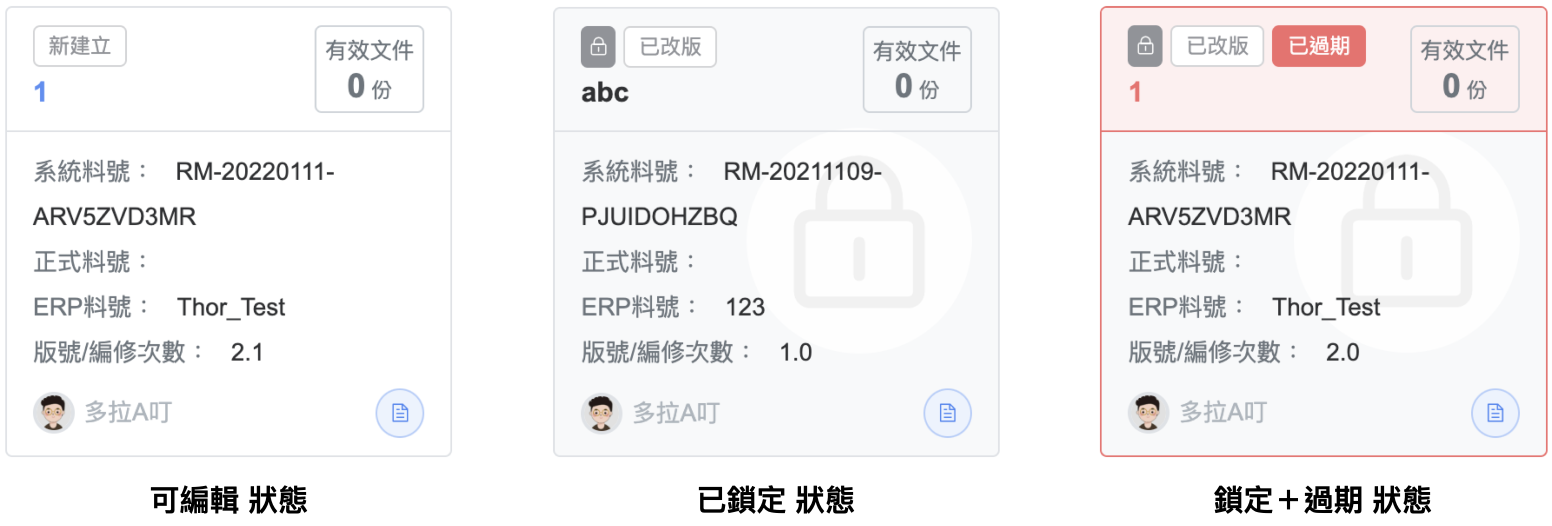 新建立
1
有效文件
0 份
系統料號： RM-20220111-
ARV5ZVD3MR
正式料號：
ERP料號： Thor_Test
版號/編修次數： 2.1
多拉A叮
可編輯 狀態
已改版
abc
有效文件
0 份
系統料號： RM-20211109-
PJUIDOHZBQ
正式料號：
ERP料號： 123
版號/編修次數： 1.0
多拉A叮
已鎖定 狀態
已改版 已過期
1
有效文件
0 份
系統料號： RM-20220111-
ARV5ZVD3MR
正式料號：
ERP料號： Thor_Test
版號/編修次數： 2.0
多拉A叮
鎖定＋過期 狀態